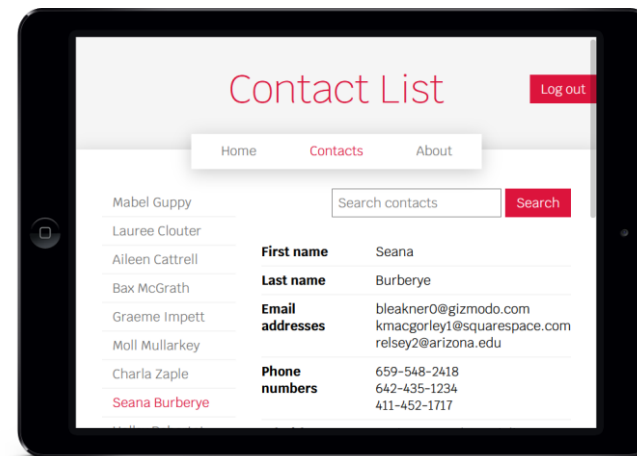 Contact List
Log out
Home Contacts About
Search contacts Search
Mabel Guppy
Lauree Clouter
Aileen Cattrell
Bax McGrath
Graeme Impett
Moll Mullarkey
Charla Zaple
Seana Burberye
First name Seana
Last name Burberye
Email addresses
bleakner0@gizmodo.com
kmacgorley1@squarespace.com
relsey2@arizona.edu
Phone numbers
659-548-2418
642-435-1234
411-452-1717